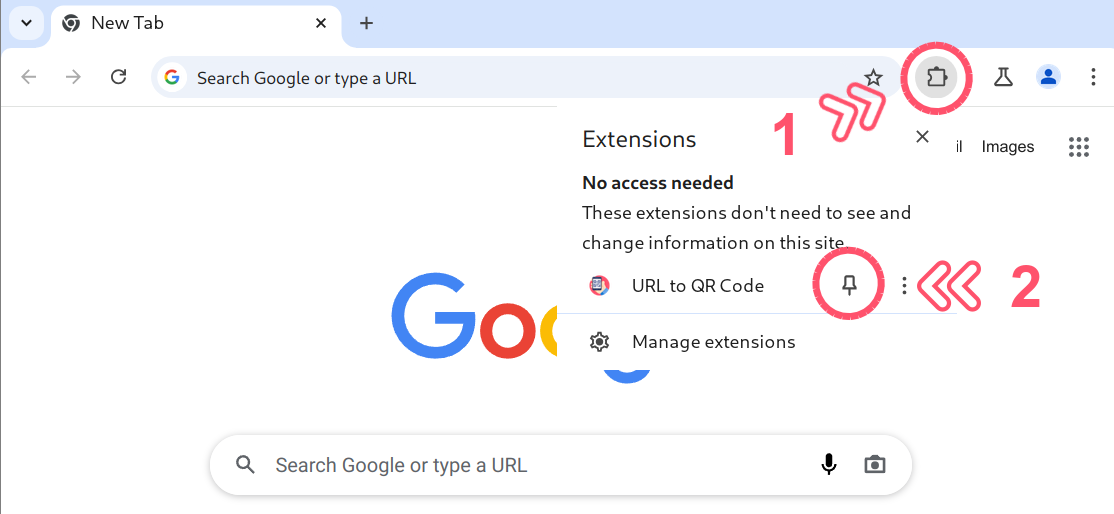 New Tab
Search Google or type a URL
1
Extensions
il Images
No access needed
These extensions don't need to see and
change information on this site.
URL to QR Code
2
Goo
Manage extensions
Search Google or type a URL